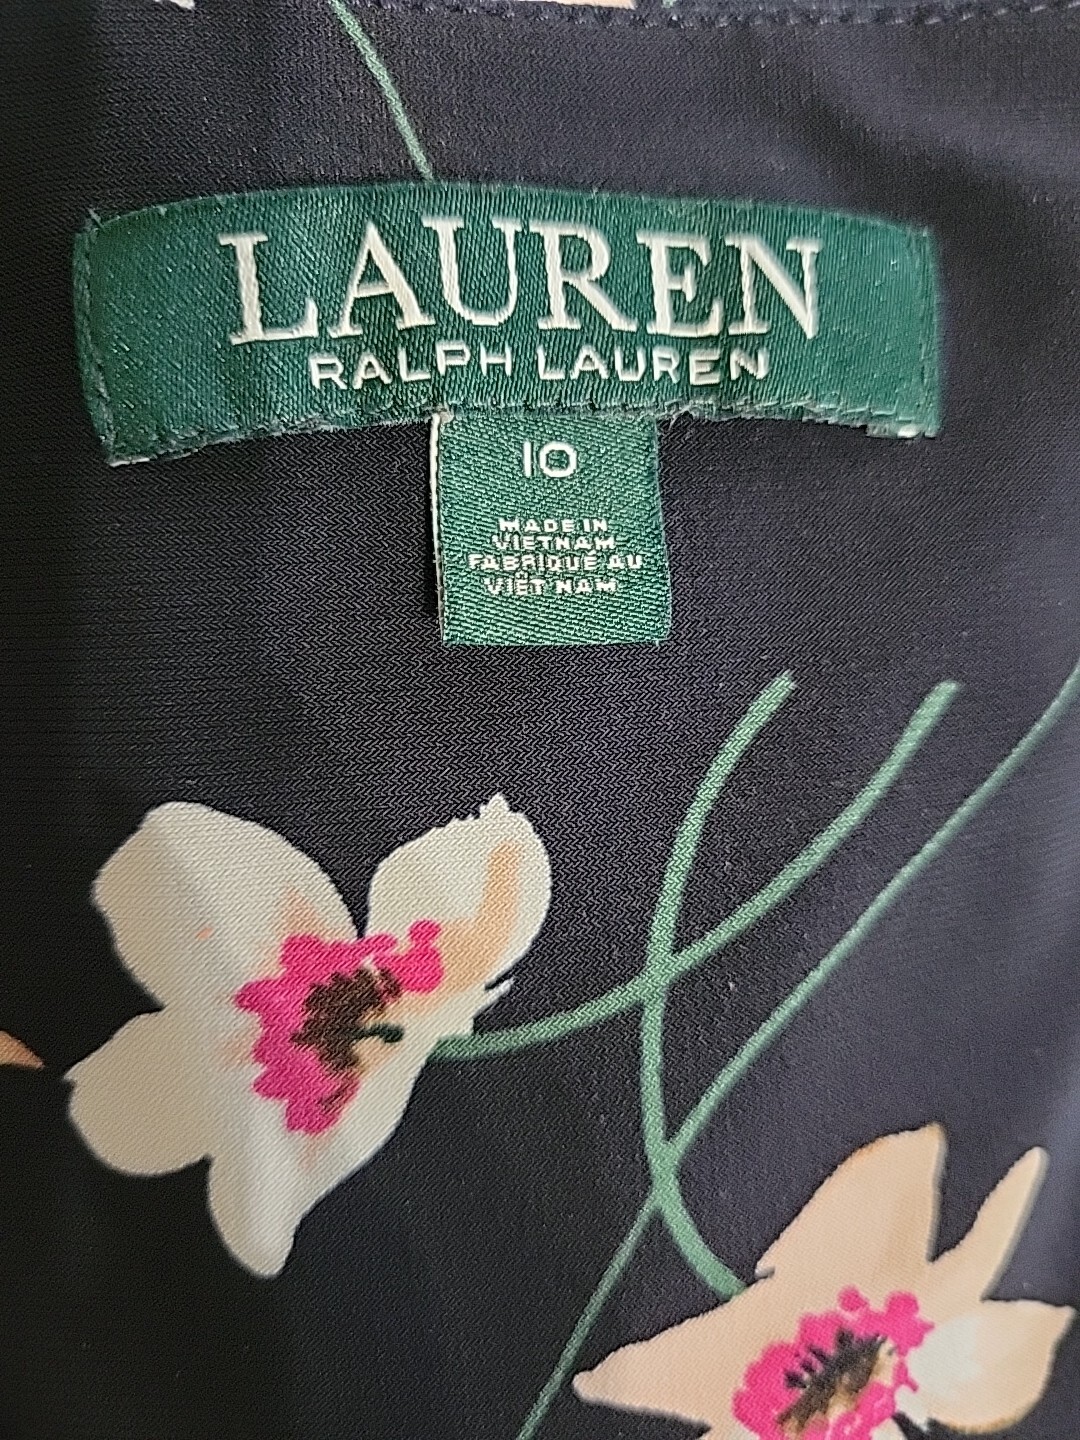 LAUREN
RALPH LAUREN
10
MADE IN
VIETNAM
FABRIQUÉ AU
VIÊT NAM